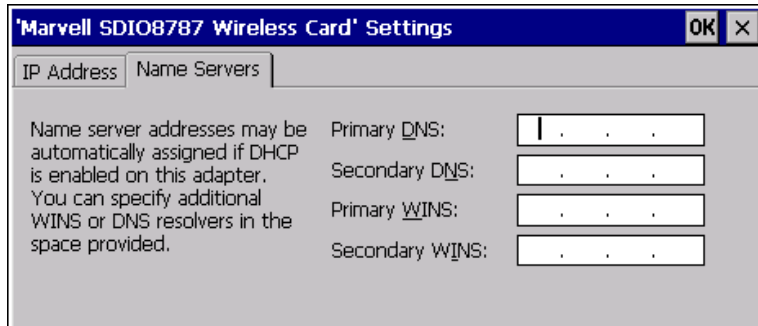 'Marvell SDIO8787 Wireless Card' Settings OK ×
IP Address Name Servers
Name server addresses may be
automatically assigned if DHCP
is enabled on this adapter.
You can specify additional
WINS or DNS resolvers in the
space provided.
Primary DNS: . . .
Secondary DNS: . . .
Primary WINS: . . .
Secondary WINS: . . .